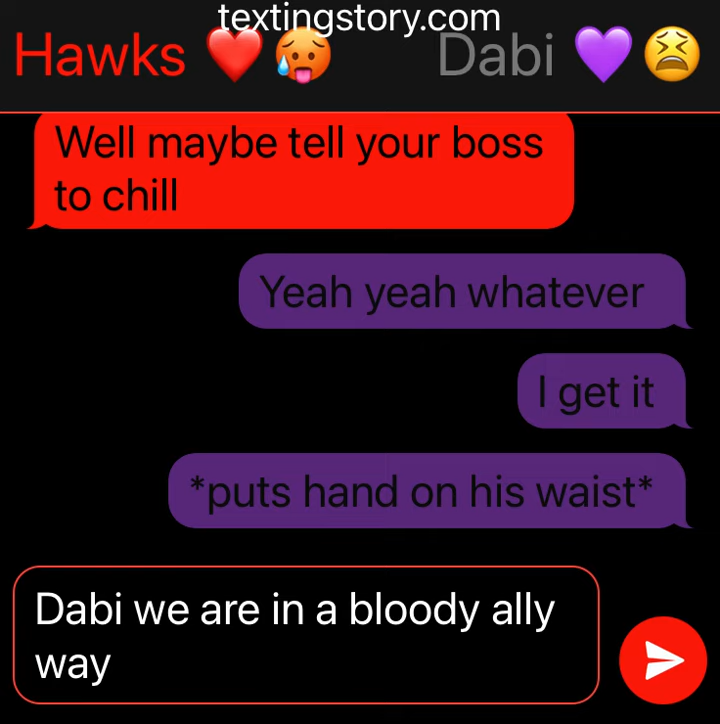 textingstory.com
Hawks ❤️🥵 Dabi 💜😫
Well maybe tell your boss
to chill
Yeah yeah whatever
I get it
*puts hand on his waist*
Dabi we are in a bloody ally
way